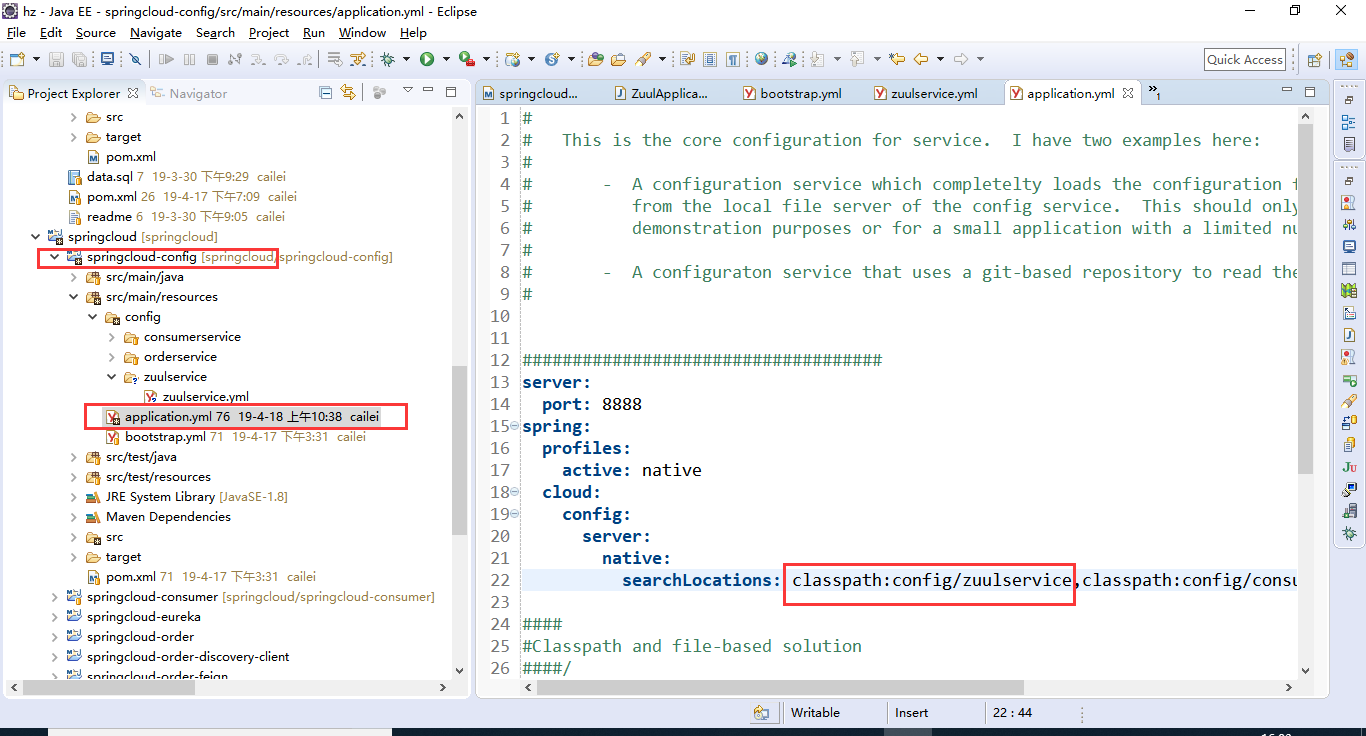 hz - Java EE - springcloud-config/src/main/resources/application.yml - Eclipse
File Edit Source Navigate Search Project Run Window Help
Quick Access
Project Explorer
Navigator
src
target
pom.xml
data.sql 7 19-3-30 下午9:29 cailei
pom.xml 26 19-4-17 下午7:09 cailei
readme 6 19-3-30 下午9:05 cailei
springcloud [springcloud]
springcloud-config [springcloud/springcloud-config]
src/main/java
src/main/resources
config
consumerservice
orderservice
zuulservice
zuulservice.yml
application.yml 76 19-4-18 上午10:38 cailei
bootstrap.yml 71 19-4-17 下午3:31 cailei
src/test/java
src/test/resources
JRE System Library [JavaSE-1.8]
Maven Dependencies
src
target
pom.xml 71 19-4-17 下午3:31 cailei
springcloud-consumer [springcloud/springcloud-consumer]
springcloud-eureka
springcloud-order
springcloud-order-discovery-client
springcloud-order-feign
springcloud... ZuulApplica... bootstrap.yml zuulservice.yml application.yml »1
1 #
2 # This is the core configuration for service. I have two examples here:
3 #
4 # - A configuration service which completelty loads the configuration f
5 # from the local file server of the config service. This should only
6 # demonstration purposes or for a small application with a limited nu
7 #
8 # - A configuraton service that uses a git-based repository to read the
9 #
10
11
12 ####################################
13 server:
14 port: 8888
15 spring:
16 profiles:
17 active: native
18 cloud:
19 config:
20 server:
21 native:
22 searchLocations: classpath:config/zuulservice,classpath:config/consu
23
24 ####
25 #Classpath and file-based solution
26 ####/
Writable Insert 22 : 44